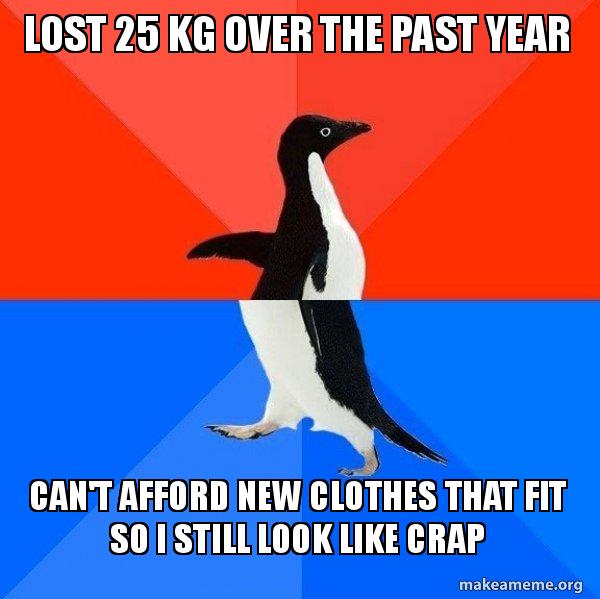 LOST 25 KG OVER THE PAST YEAR
CAN'T AFFORD NEW CLOTHES THAT FIT
SO I STILL LOOK LIKE CRAP
makeameme.org